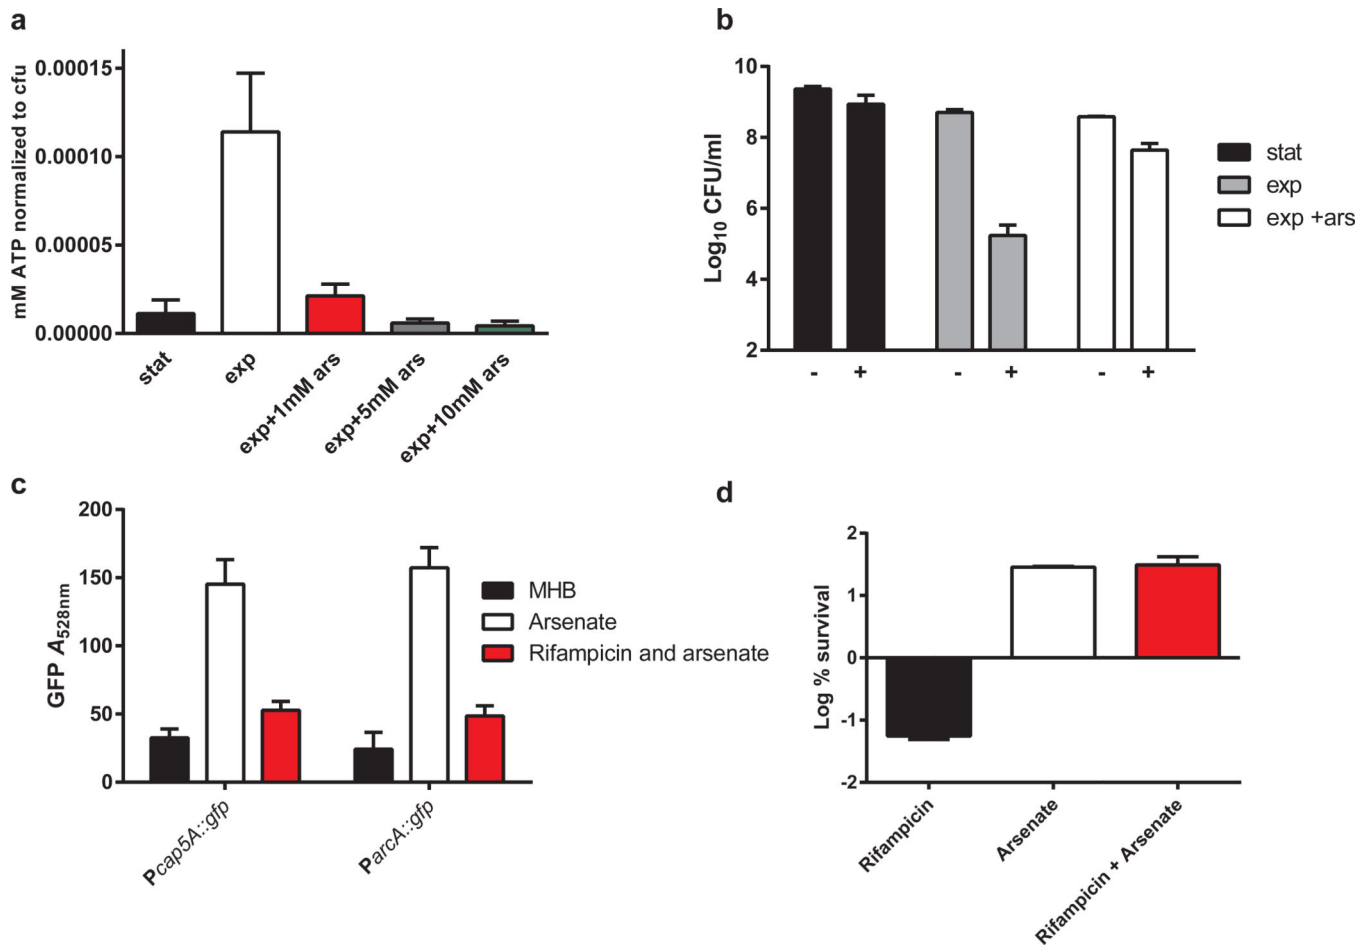 a
mM ATP normalized to cfu
0.00015
0.00010
0.00005
0.00000
stat
exp
exp+1mM ars
exp+5mM ars
exp+10mM ars
b
Log10 CFU/ml
10
8
6
4
2
- + - + - +
stat
exp
exp +ars
c
GFP A528nm
200
150
100
50
0
Pcap5A::gfp
ParcA::gfp
MHB
Arsenate
Rifampicin and arsenate
d
Log % survival
2
1
0
-1
-2
Rifampicin
Arsenate
Rifampicin + Arsenate